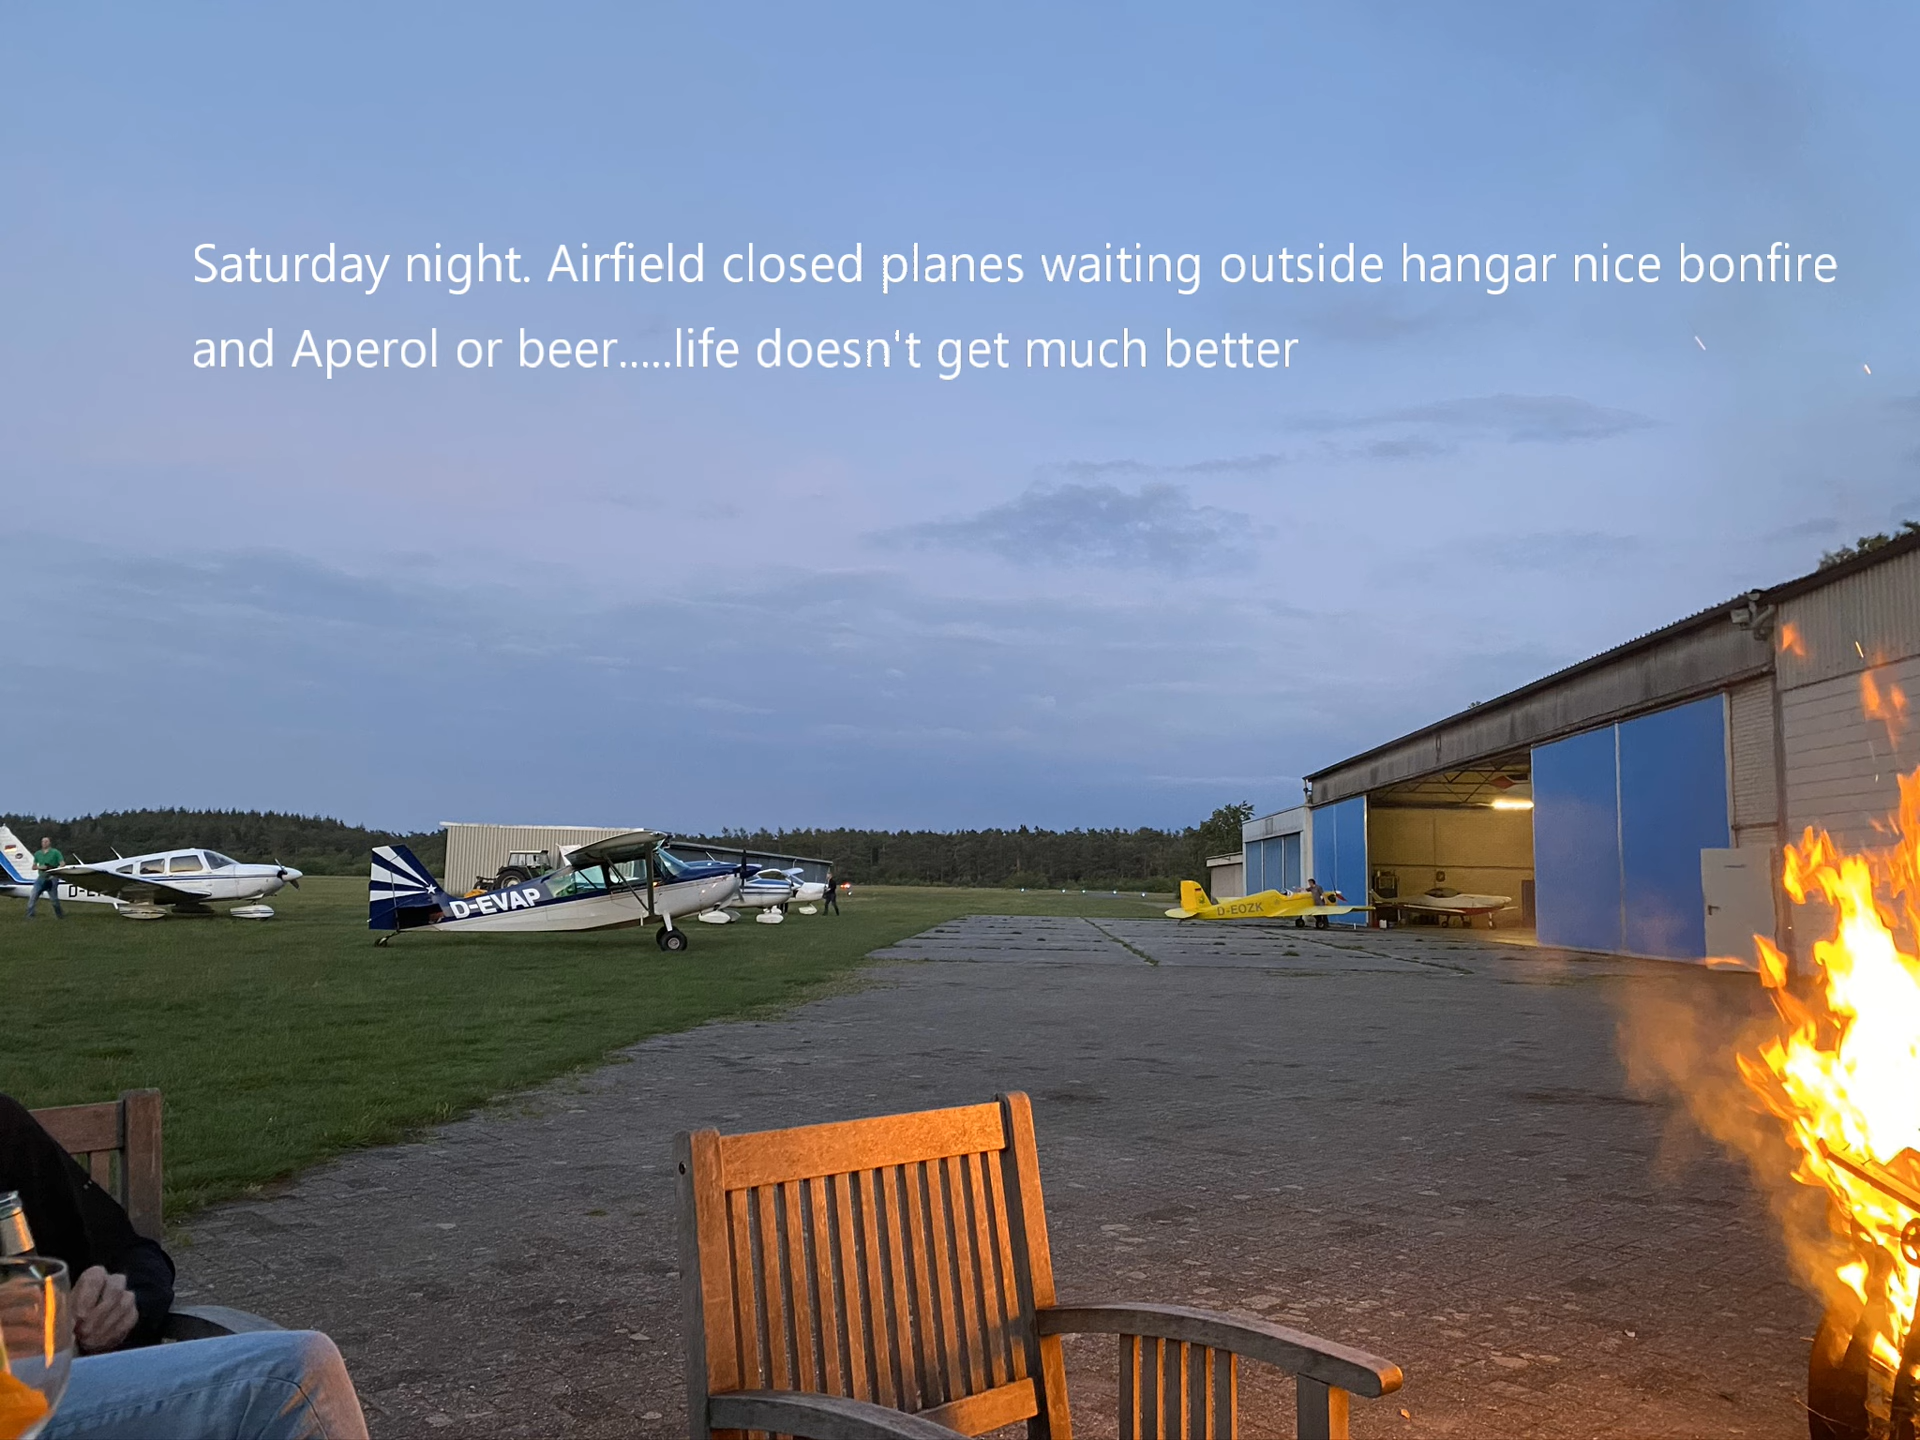 Saturday night. Airfield closed planes waiting outside hangar nice bonfire
and Aperol or beer.....life doesn't get much better
D-EVAP
D-EOZK